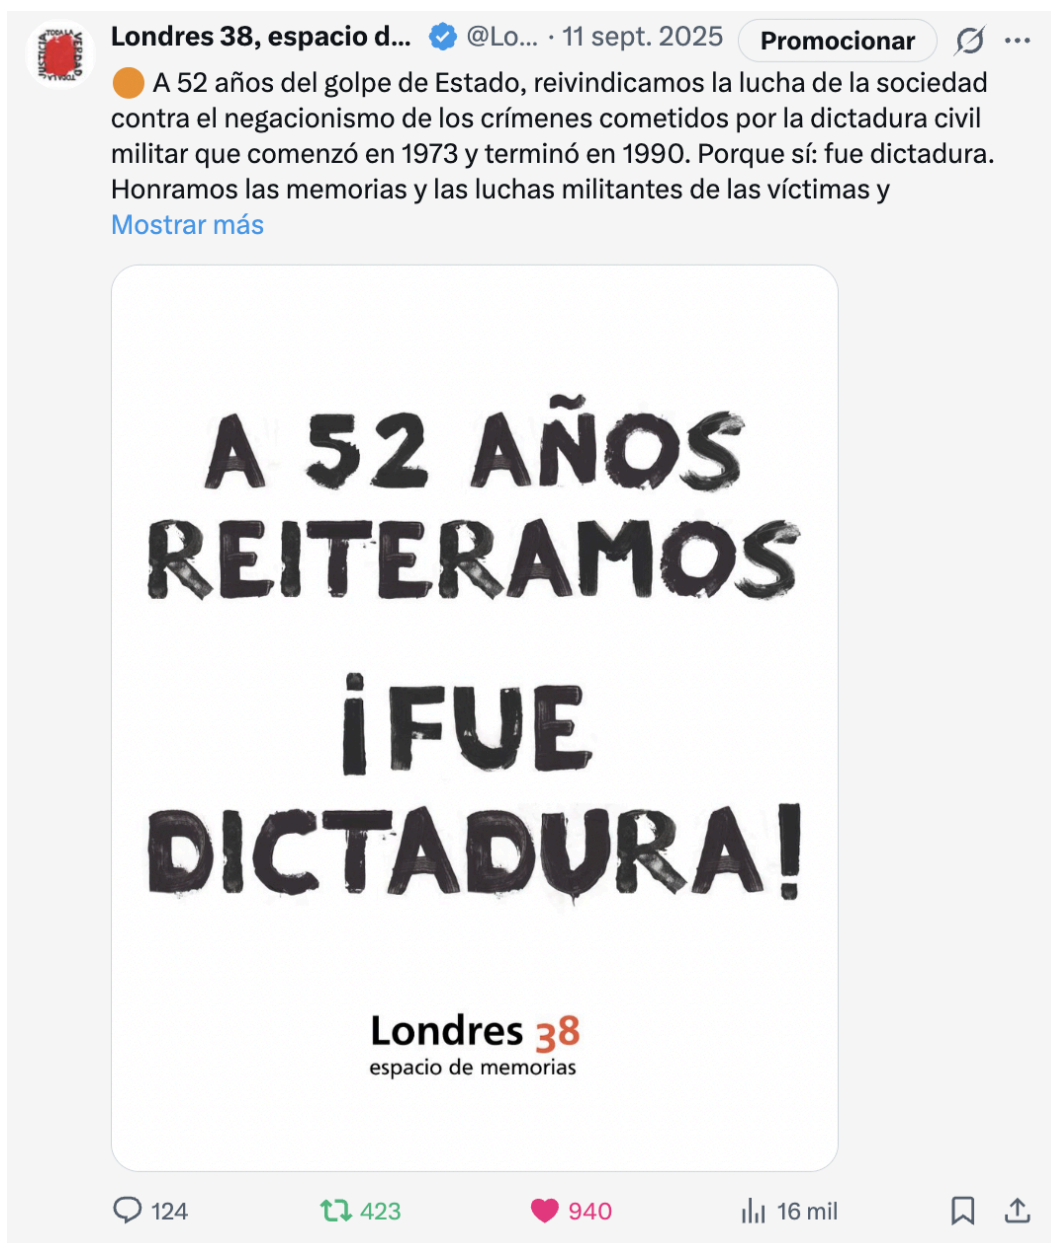 Londres 38, espacio d... @Lo... · 11 sept. 2025 Promocionar
A 52 años del golpe de Estado, reivindicamos la lucha de la sociedad
contra el negacionismo de los crímenes cometidos por la dictadura civil
militar que comenzó en 1973 y terminó en 1990. Porque sí: fue dictadura.
Honramos las memorias y las luchas militantes de las víctimas y
Mostrar más
A 52 AÑOS
REITERAMOS
¡FUE
DICTADURA!
Londres 38
espacio de memorias
124 423 940 16 mil